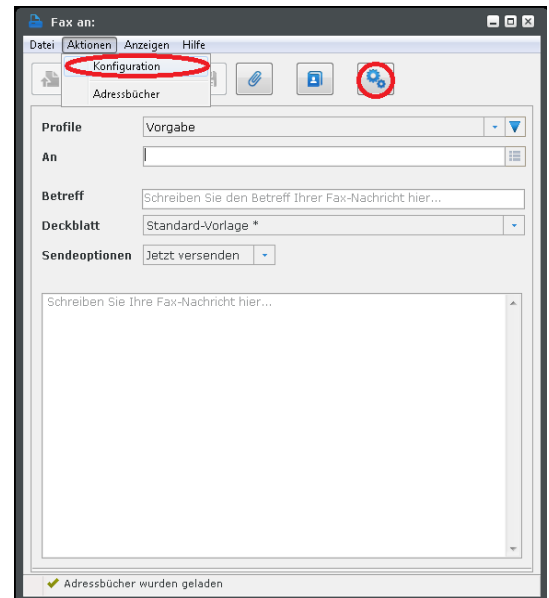 Fax an:
Datei Aktionen Anzeigen Hilfe
Konfiguration
Adressbücher
Profile Vorgabe
An
Betreff Schreiben Sie den Betreff Ihrer Fax-Nachricht hier...
Deckblatt Standard-Vorlage *
Sendeoptionen Jetzt versenden
Schreiben Sie Ihre Fax-Nachricht hier...
Adressbücher wurden geladen